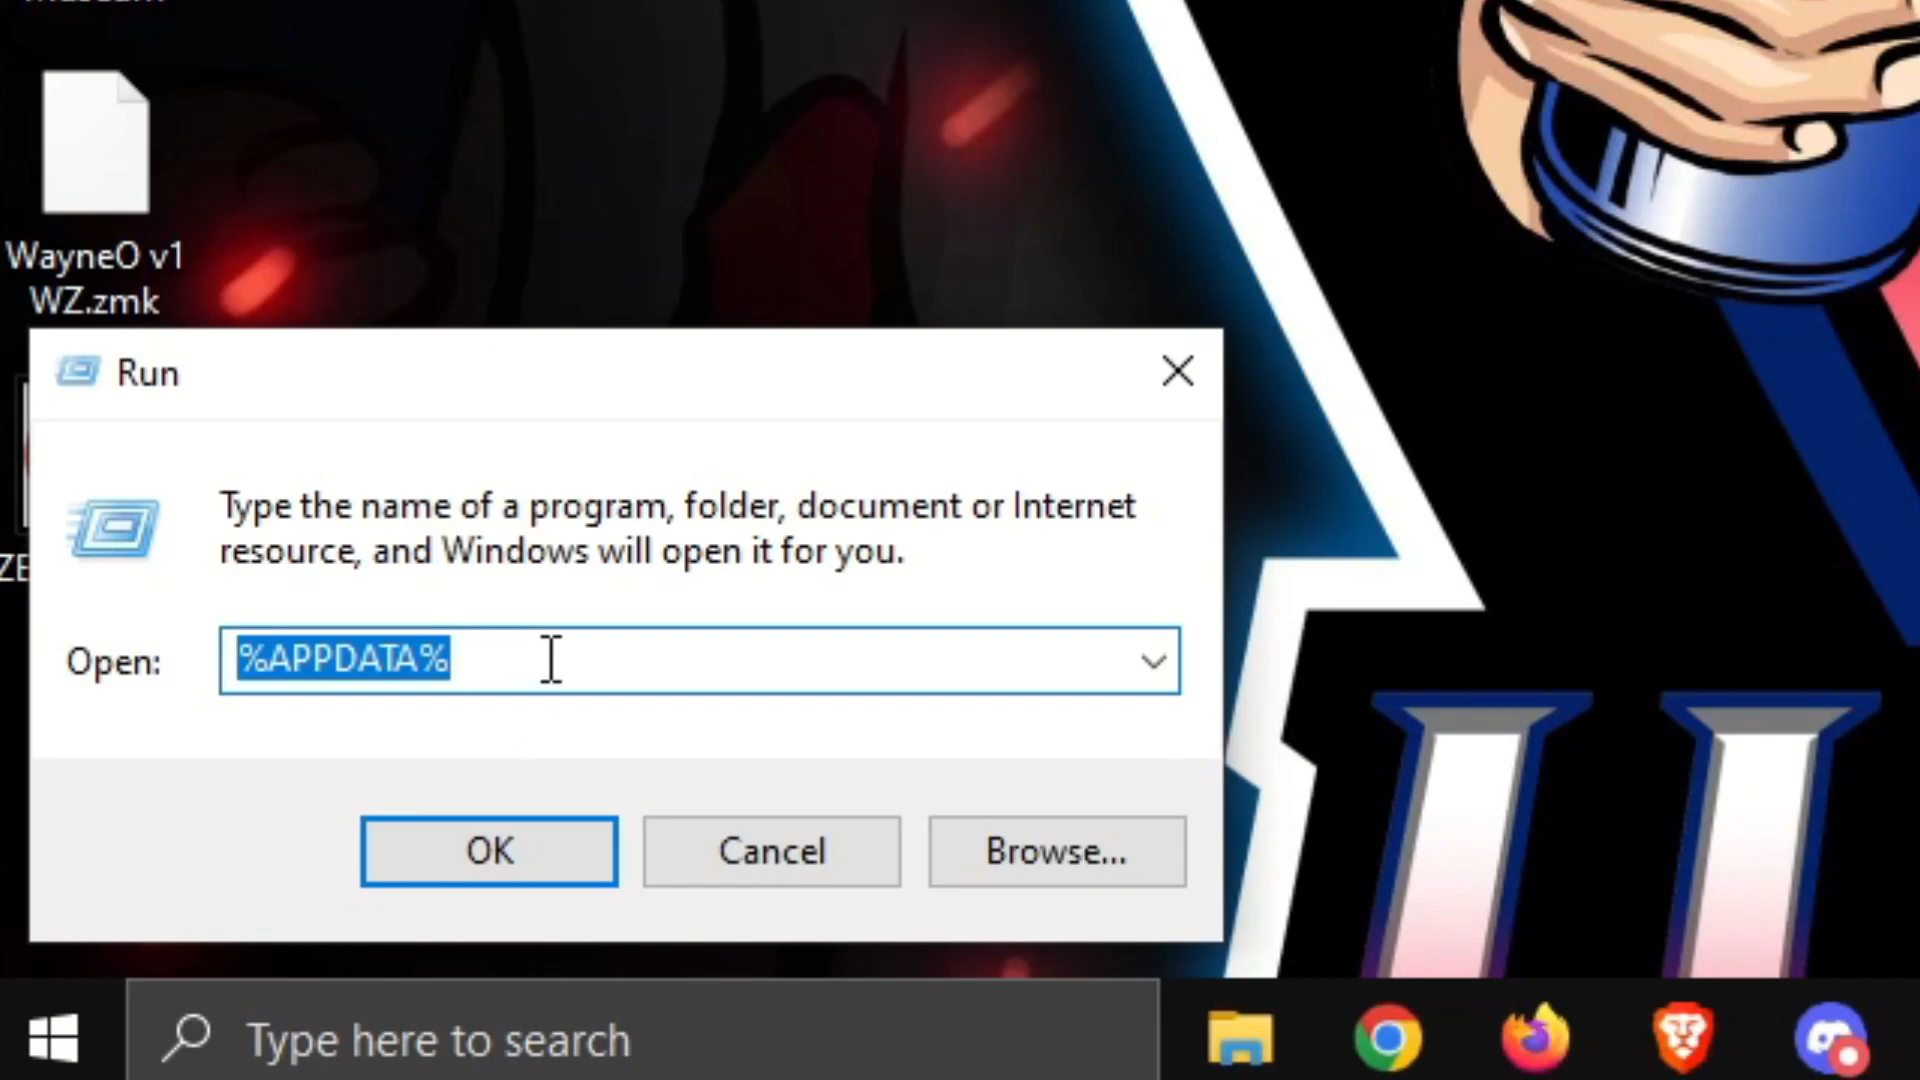 WayneO v1
WZ.zmk
Run
Type the name of a program, folder, document or Internet
resource, and Windows will open it for you.
Open:
%APPDATA%
OK
Cancel
Browse...
Type here to search